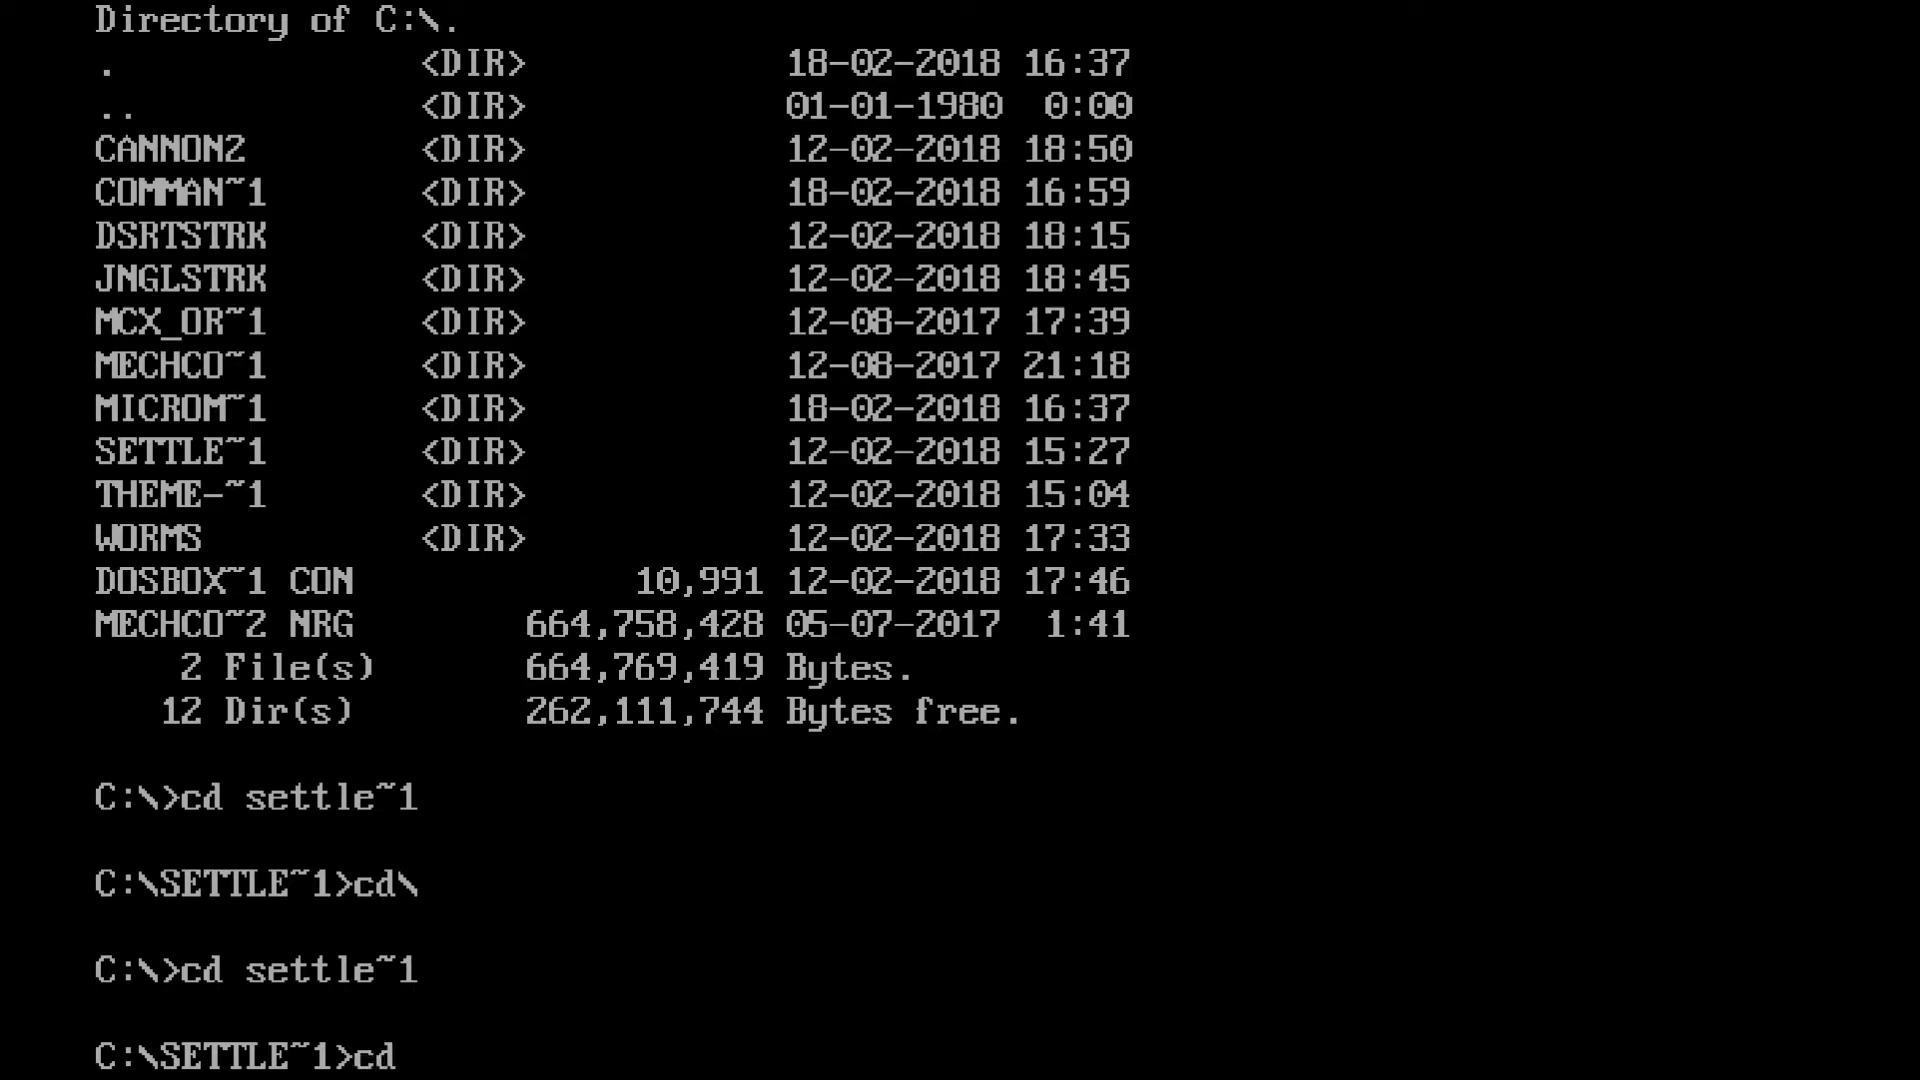 Directory of C:\.
.                <DIR>            18-02-2018 16:37
..               <DIR>            01-01-1980  0:00
CANNON2          <DIR>            12-02-2018 18:50
COMMAN~1         <DIR>            18-02-2018 16:59
DSRTSTRK         <DIR>            12-02-2018 18:15
JNGLSTRK         <DIR>            12-02-2018 18:45
MCX_OR~1         <DIR>            12-08-2017 17:39
MECHCO~1         <DIR>            12-08-2017 21:18
MICROM~1         <DIR>            18-02-2018 16:37
SETTLE~1         <DIR>            12-02-2018 15:27
THEME-~1         <DIR>            12-02-2018 15:04
WORMS            <DIR>            12-02-2018 17:33
DOSBOX~1 CON             10,991 12-02-2018 17:46
MECHCO~2 NRG        664,758,428 05-07-2017  1:41
    2 File(s)       664,769,419 Bytes.
   12 Dir(s)        262,111,744 Bytes free.
C:\>cd settle~1
C:\SETTLE~1>cd\
C:\>cd settle~1
C:\SETTLE~1>cd